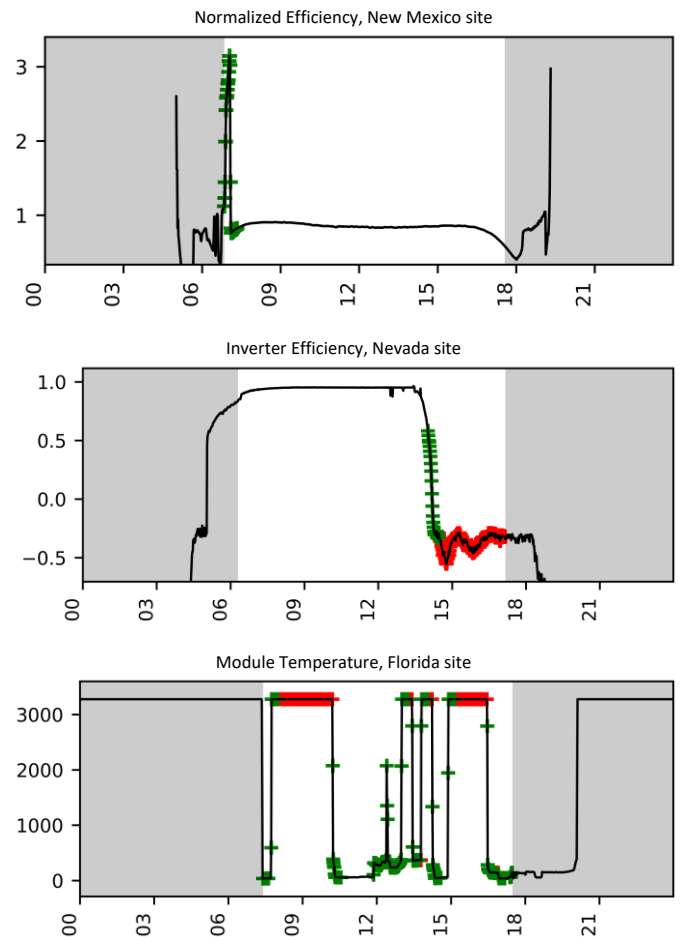 Normalized Efficiency, New Mexico site
3
2
1
00 03 06 09 12 15 18 21
Inverter Efficiency, Nevada site
1.0
0.5
0.0
−0.5
00 03 06 09 12 15 18 21
Module Temperature, Florida site
3000
2000
1000
0
00 03 06 09 12 15 18 21